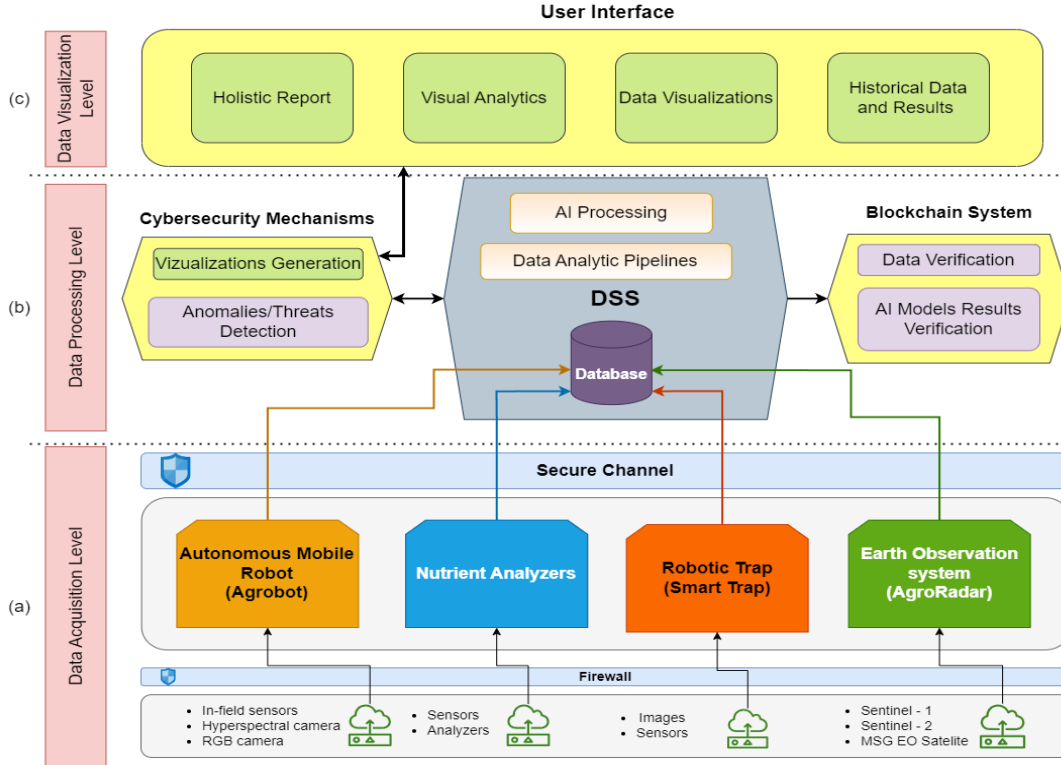 User Interface
(c)
Data Visualization
Level
Holistic Report
Visual Analytics
Data Visualizations
Historical Data
and Results
(b)
Data Processing Level
Cybersecurity Mechanisms
Vizualizations Generation
Anomalies/Threats
Detection
AI Processing
Data Analytic Pipelines
DSS
Database
Blockchain System
Data Verification
AI Models Results
Verification
(a)
Data Acquisition Level
Secure Channel
Autonomous Mobile
Robot
(Agrobot)
Nutrient Analyzers
Robotic Trap
(Smart Trap)
Earth Observation
system
(AgroRadar)
Firewall
• In-field sensors
• Hyperspectral camera
• RGB camera
• Sensors
• Analyzers
• Images
• Sensors
• Sentinel - 1
• Sentinel - 2
• MSG EO Satelite